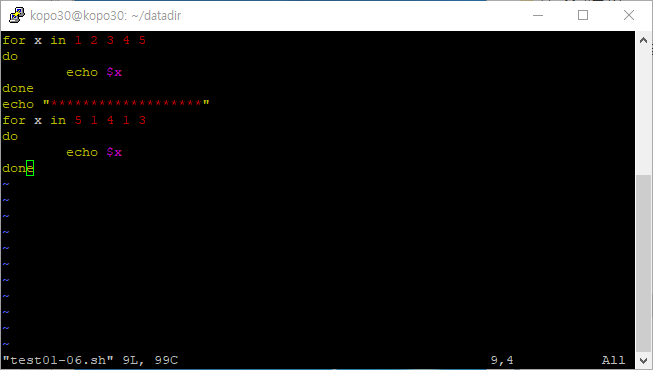 kopo30@kopo30: ~/datadir
for x in 1 2 3 4 5
do
        echo $x
done
echo "*******************"
for x in 5 1 4 1 3
do
        echo $x
done
~
~
~
~
~
~
~
~
~
~
~
"test01-06.sh" 9L, 99C 9,4 All